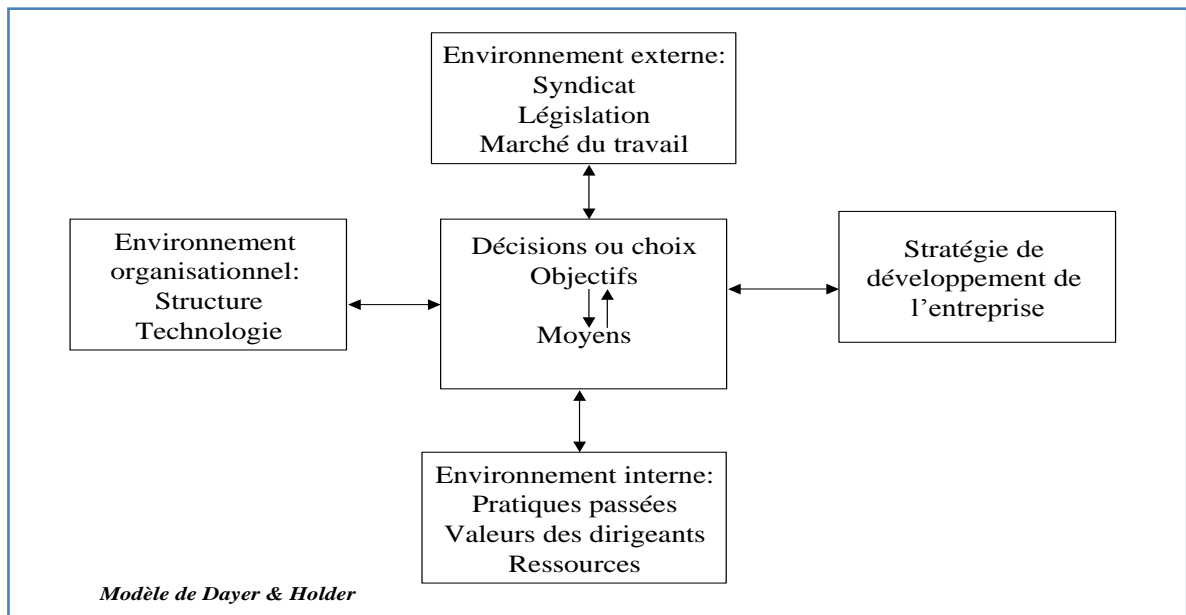 Environnement externe:
Syndicat
Législation
Marché du travail
Environnement
organisationnel:
Structure
Technologie
Décisions ou choix
Objectifs
Moyens
Stratégie de
développement de
l’entreprise
Environnement interne:
Pratiques passées
Valeurs des dirigeants
Ressources
Modèle de Dayer & Holder